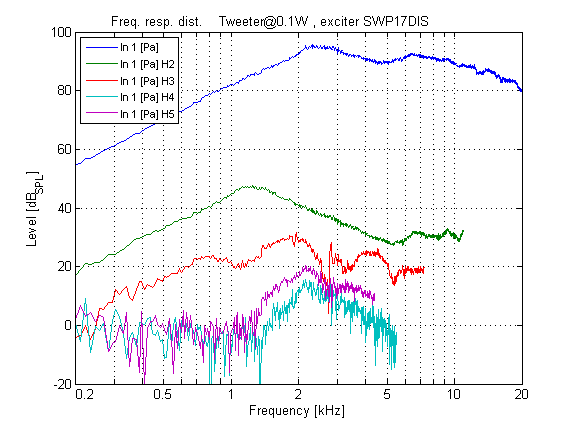 Freq. resp. dist. Tweeter@0.1W , exciter SWP17DIS
100
80
60
40
20
0
-20
Level [dBSPL]
In 1 [Pa]
In 1 [Pa] H2
In 1 [Pa] H3
In 1 [Pa] H4
In 1 [Pa] H5
0.2 0.5 1 2 5 10 20
Frequency [kHz]